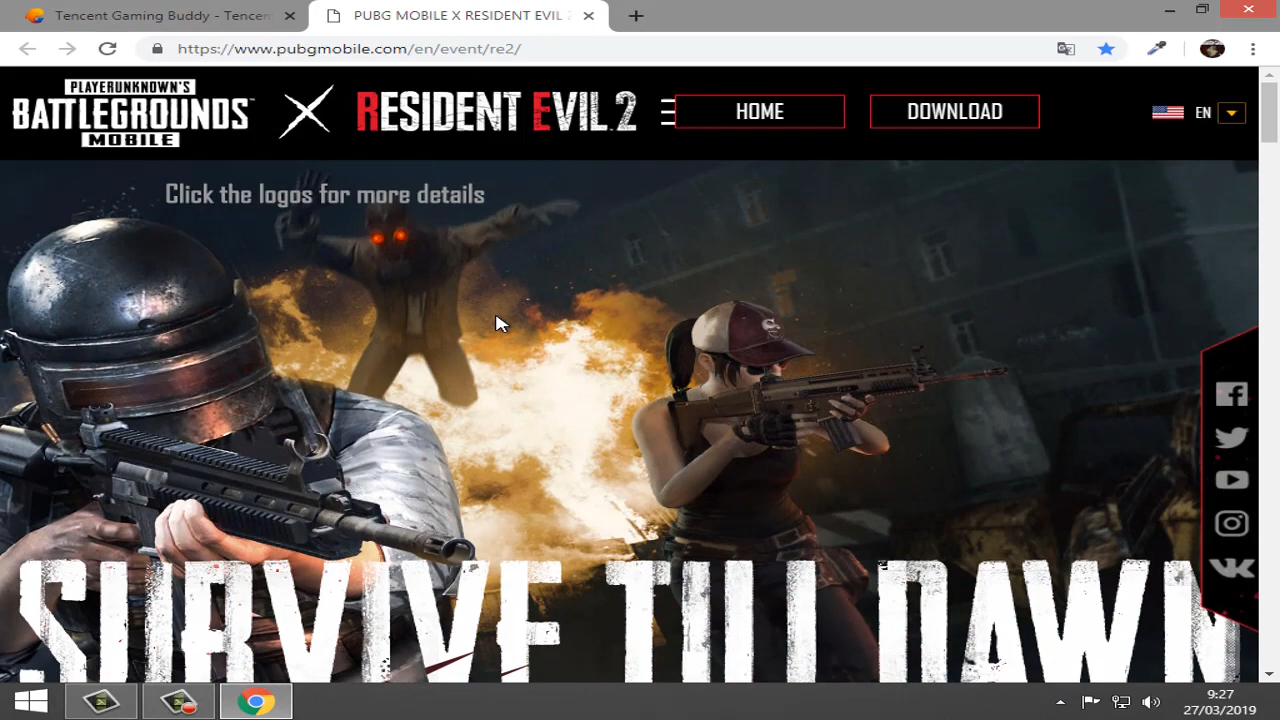 Tencent Gaming Buddy - Tencen
PUBG MOBILE X RESIDENT EVIL 2
https://www.pubgmobile.com/en/event/re2/
PLAYERUNKNOWN'S
BATTLEGROUNDS
MOBILE
X
RESIDENT EVIL.2
HOME
DOWNLOAD
EN
Click the logos for more details
SURVIVE TILL DAWN
9:27
27/03/2019